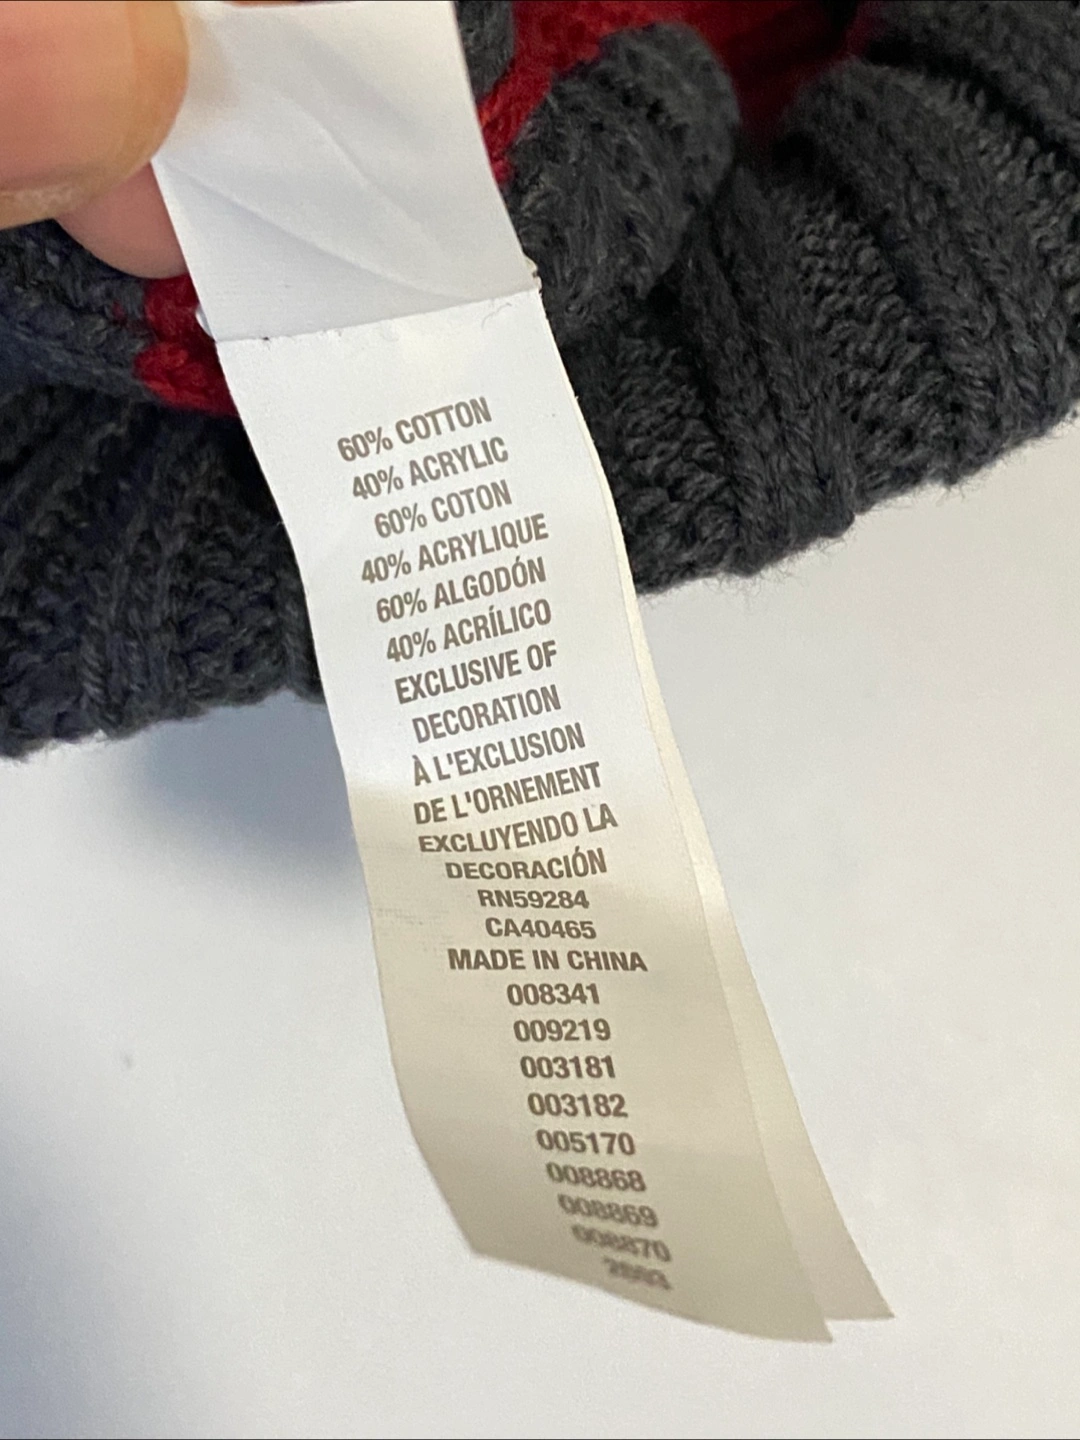 60% COTTON
40% ACRYLIC
60% COTON
40% ACRYLIQUE
60% ALGODÓN
40% ACRÍLICO
EXCLUSIVE OF
DECORATION
À L'EXCLUSION
DE L'ORNEMENT
EXCLUYENDO LA
DECORACIÓN
RN59284
CA40465
MADE IN CHINA
008341
009219
003181
003182
005170
008868
008869
008870